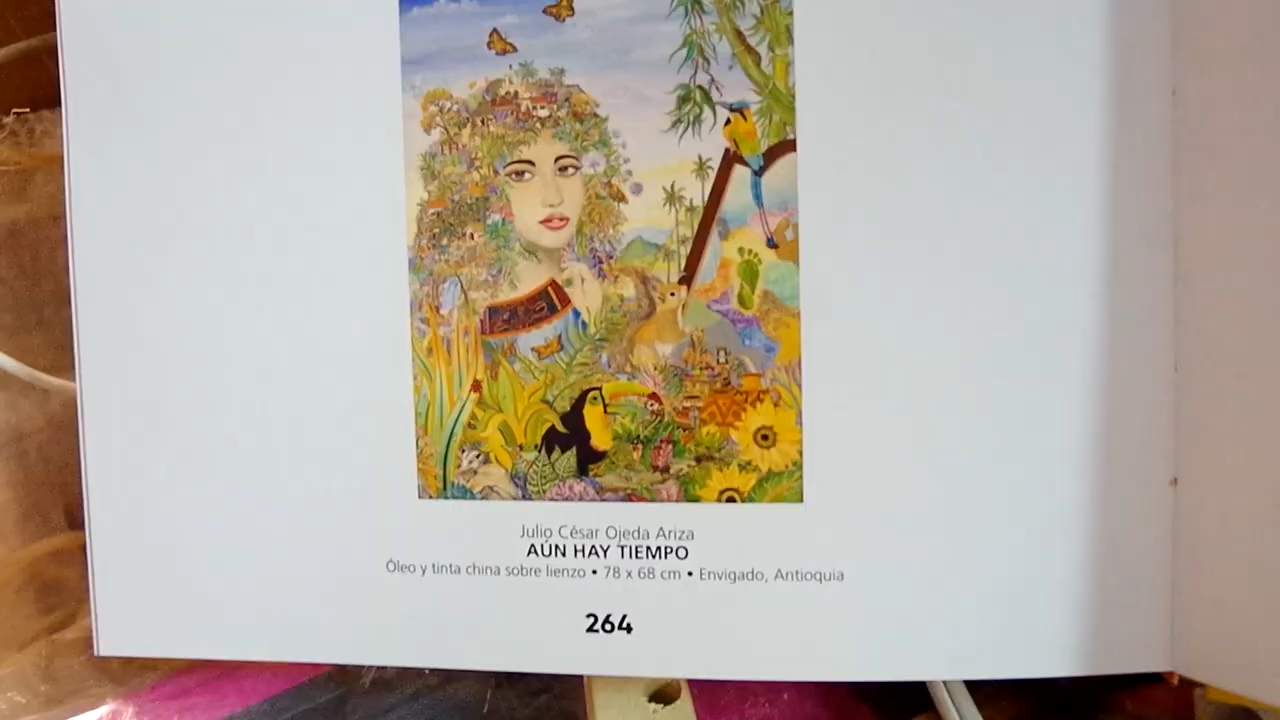 Julio César Ojeda Ariza
AÚN HAY TIEMPO
Óleo y tinta china sobre lienzo • 78 x 68 cm • Envigado, Antioquia
264